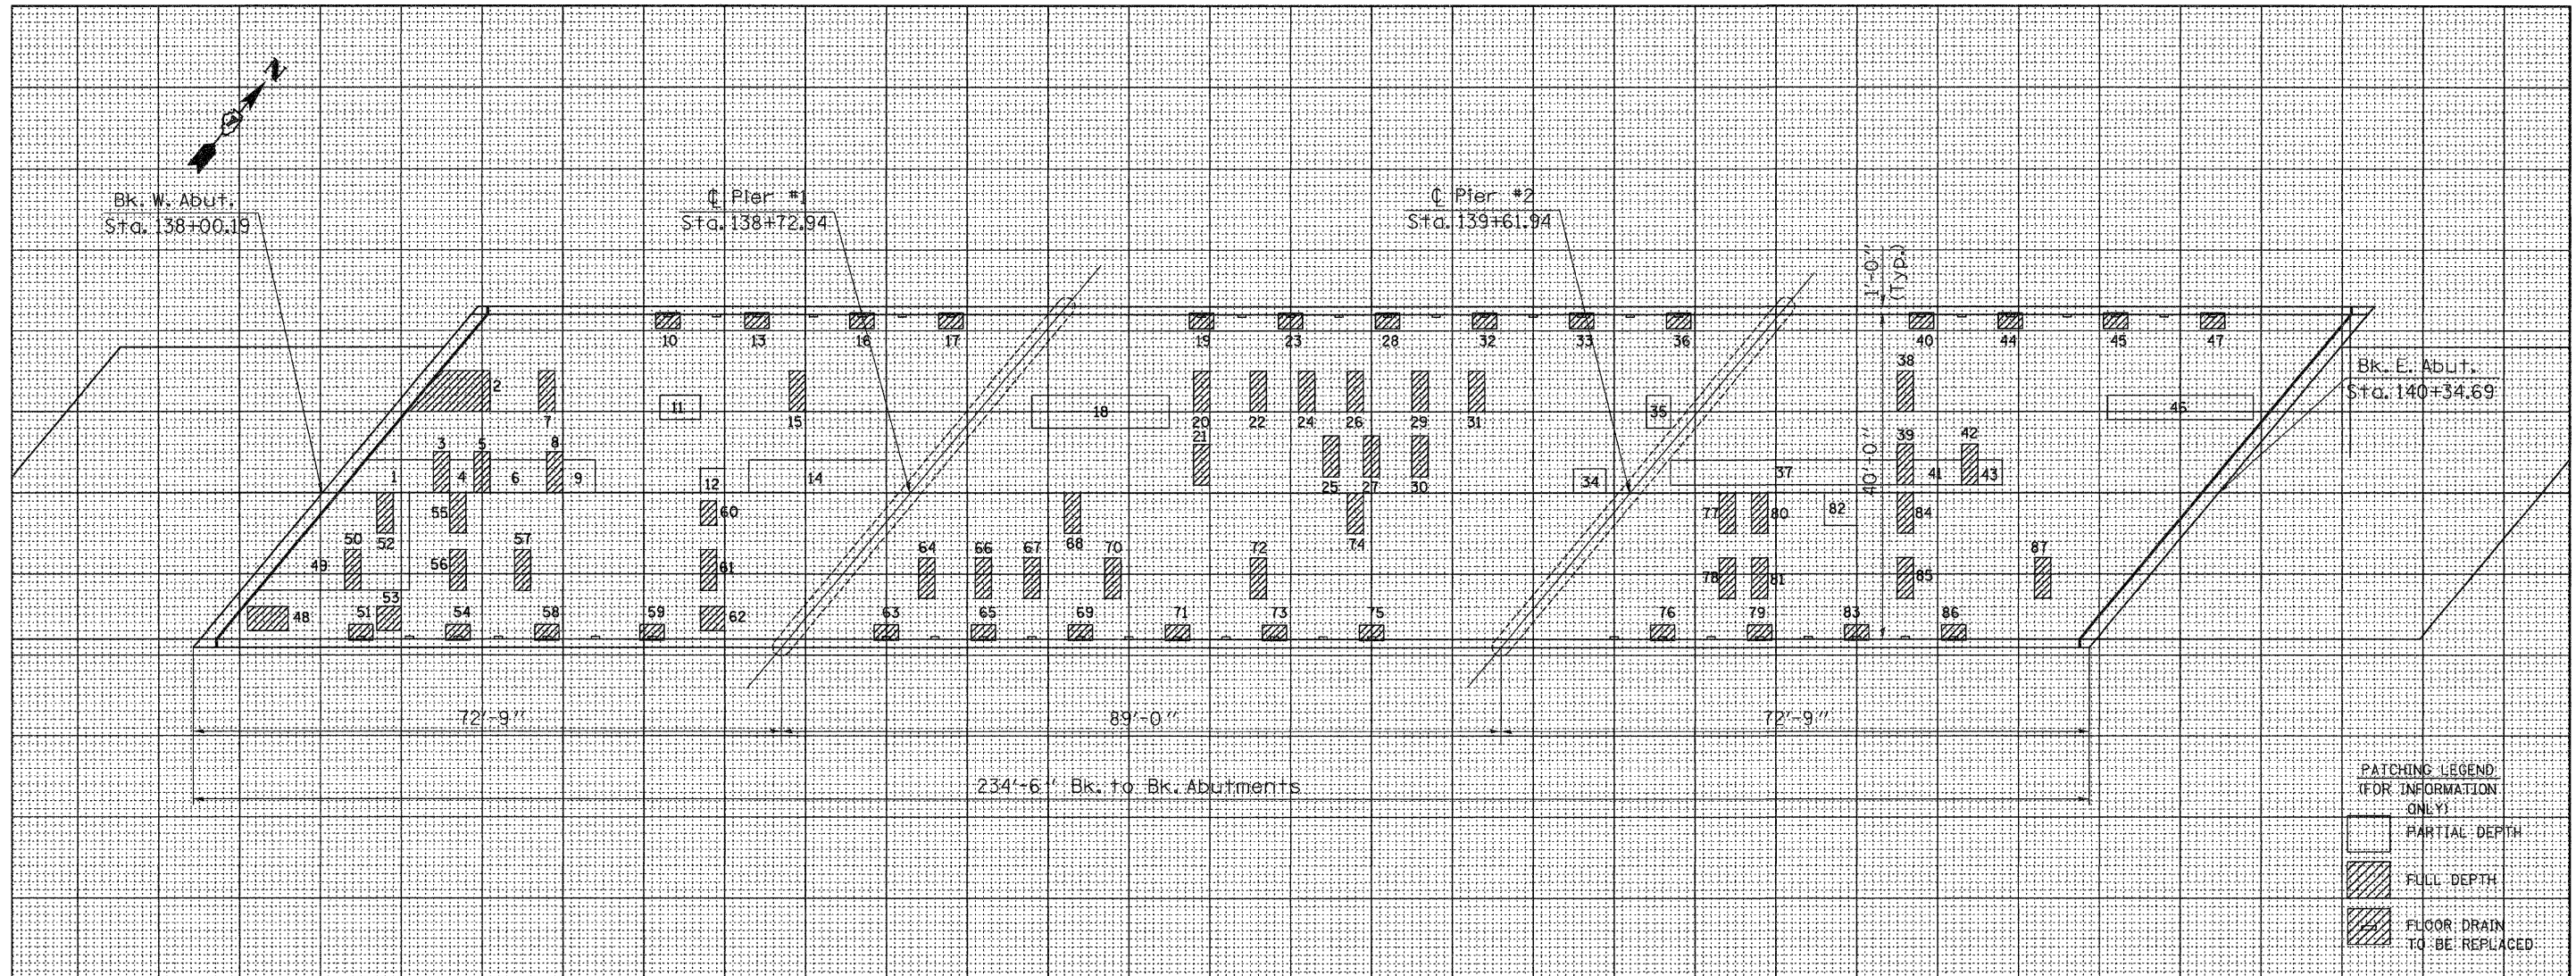 N
Bk. W. Abut.
Sta. 138+00.19
℄ Pier #1
Sta. 138+72.94
℄ Pier #2
Sta. 139+61.94
1'-0"
(Typ.)
Bk. E. Abut.
Sta. 140+34.69
10 13 16 17 19 23 28 32 33 36 40 44 45 47
38
2
7 11 15 18 20 22 24 26 29 31 35 46
21
3 5 8 39 42
1 4 6 9 12 14 25 27 30 34 37 41 43
40'-0"
52 55 60 68 74 77 80 82 84
50 57 64 66 67 70 72 87
49 56 61 78 81 85
53
48 51 54 58 59 62 63 65 69 71 73 75 76 79 83 86
72'-9" 89'-0" 72'-9"
234'-6" Bk. to Bk. Abutments
PATCHING LEGEND
(FOR INFORMATION
ONLY)
PARTIAL DEPTH
FULL DEPTH
FLOOR DRAIN
TO BE REPLACED